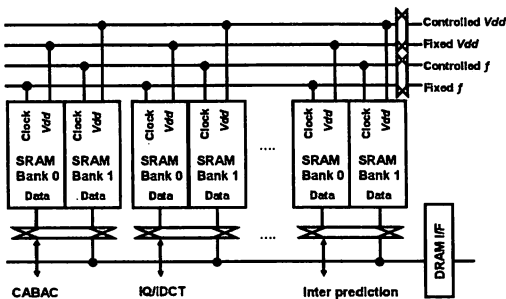 Controlled Vdd
Fixed Vdd
Controlled f
Fixed f
Clock Vdd Clock Vdd Clock Vdd Clock Vdd Clock Vdd Clock Vdd
SRAM SRAM SRAM SRAM SRAM SRAM
Bank 0 Bank 1 Bank 0 Bank 1 Bank 0 Bank 1
Data Data Data Data Data Data
....
....
DRAM I/F
CABAC IQ/IDCT Inter prediction